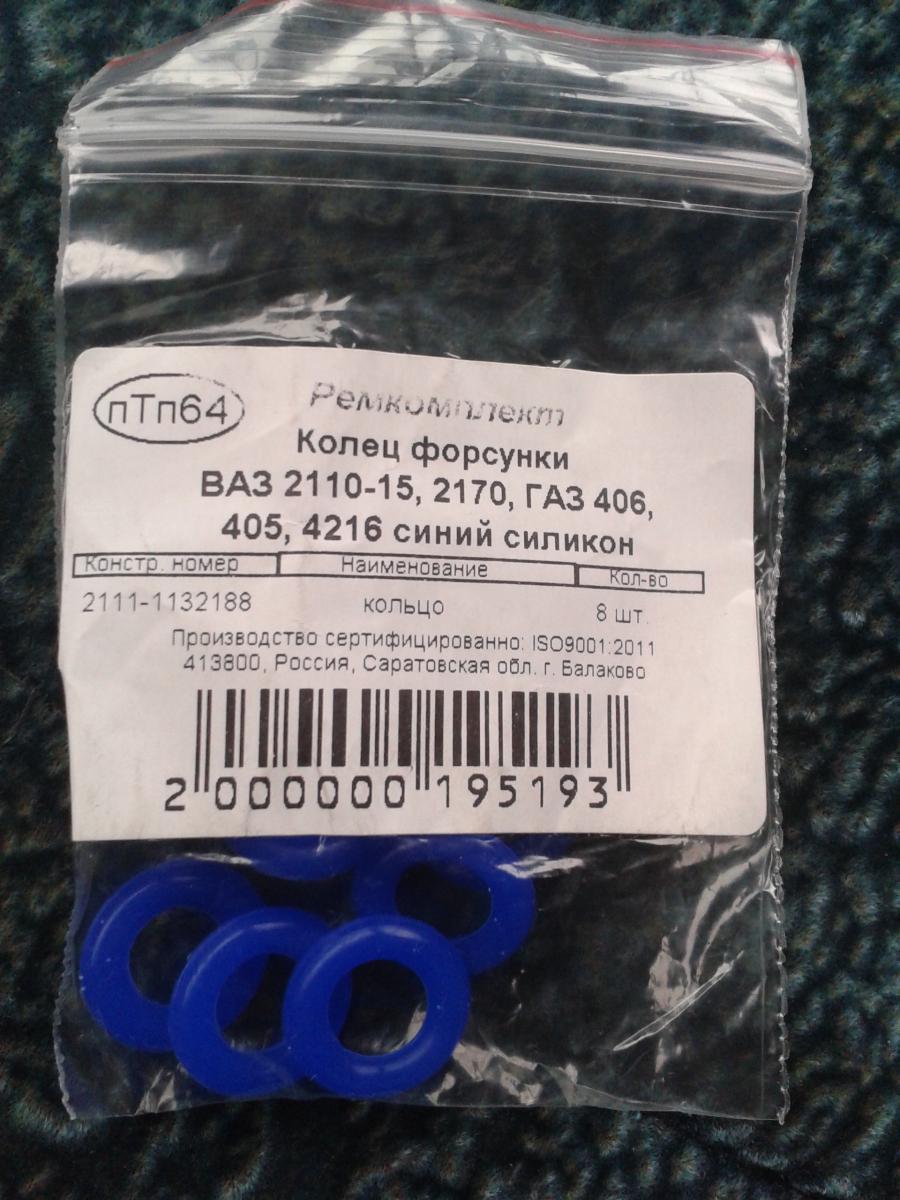 пТп64
Ремкомплект
Колец форсунки
ВАЗ 2110-15, 2170, ГАЗ 406,
405, 4216 синий силикон
Констр. номер Наименование Кол-во
2111-1132188 кольцо 8 шт.
Производство сертифицированно: ISO9001:2011
413800, Россия, Саратовская обл. г. Балаково
2 000000 195193